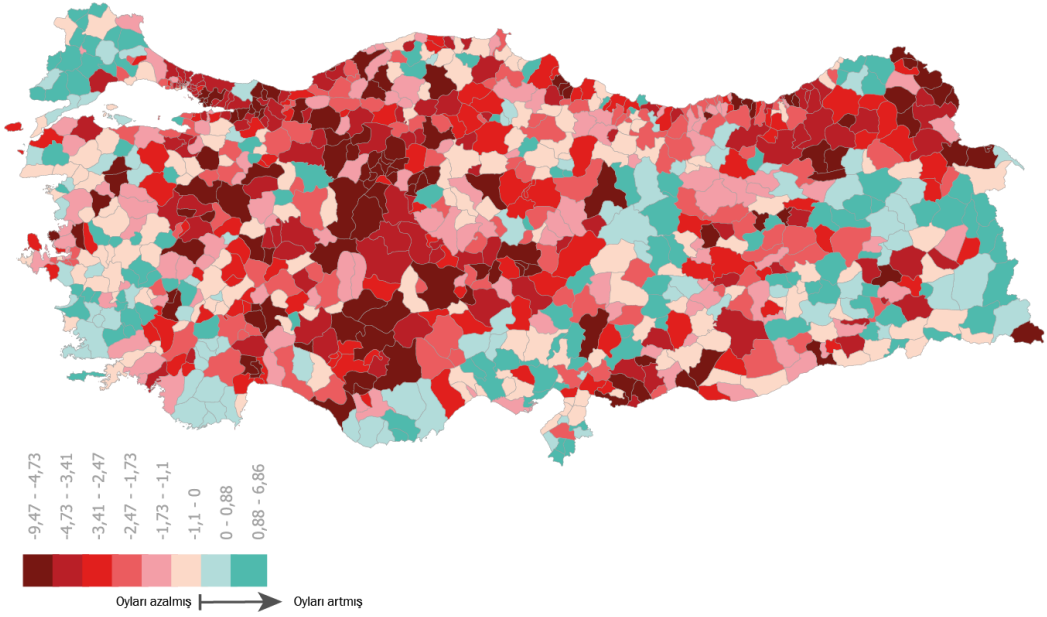 -9,47 - -4,73
-4,73 - -3,41
-3,41 - -2,47
-2,47 - -1,73
-1,73 - -1,1
-1,1 - 0
0 - 0,88
0,88 - 6,86
Oyları azalmış Oyları artmış